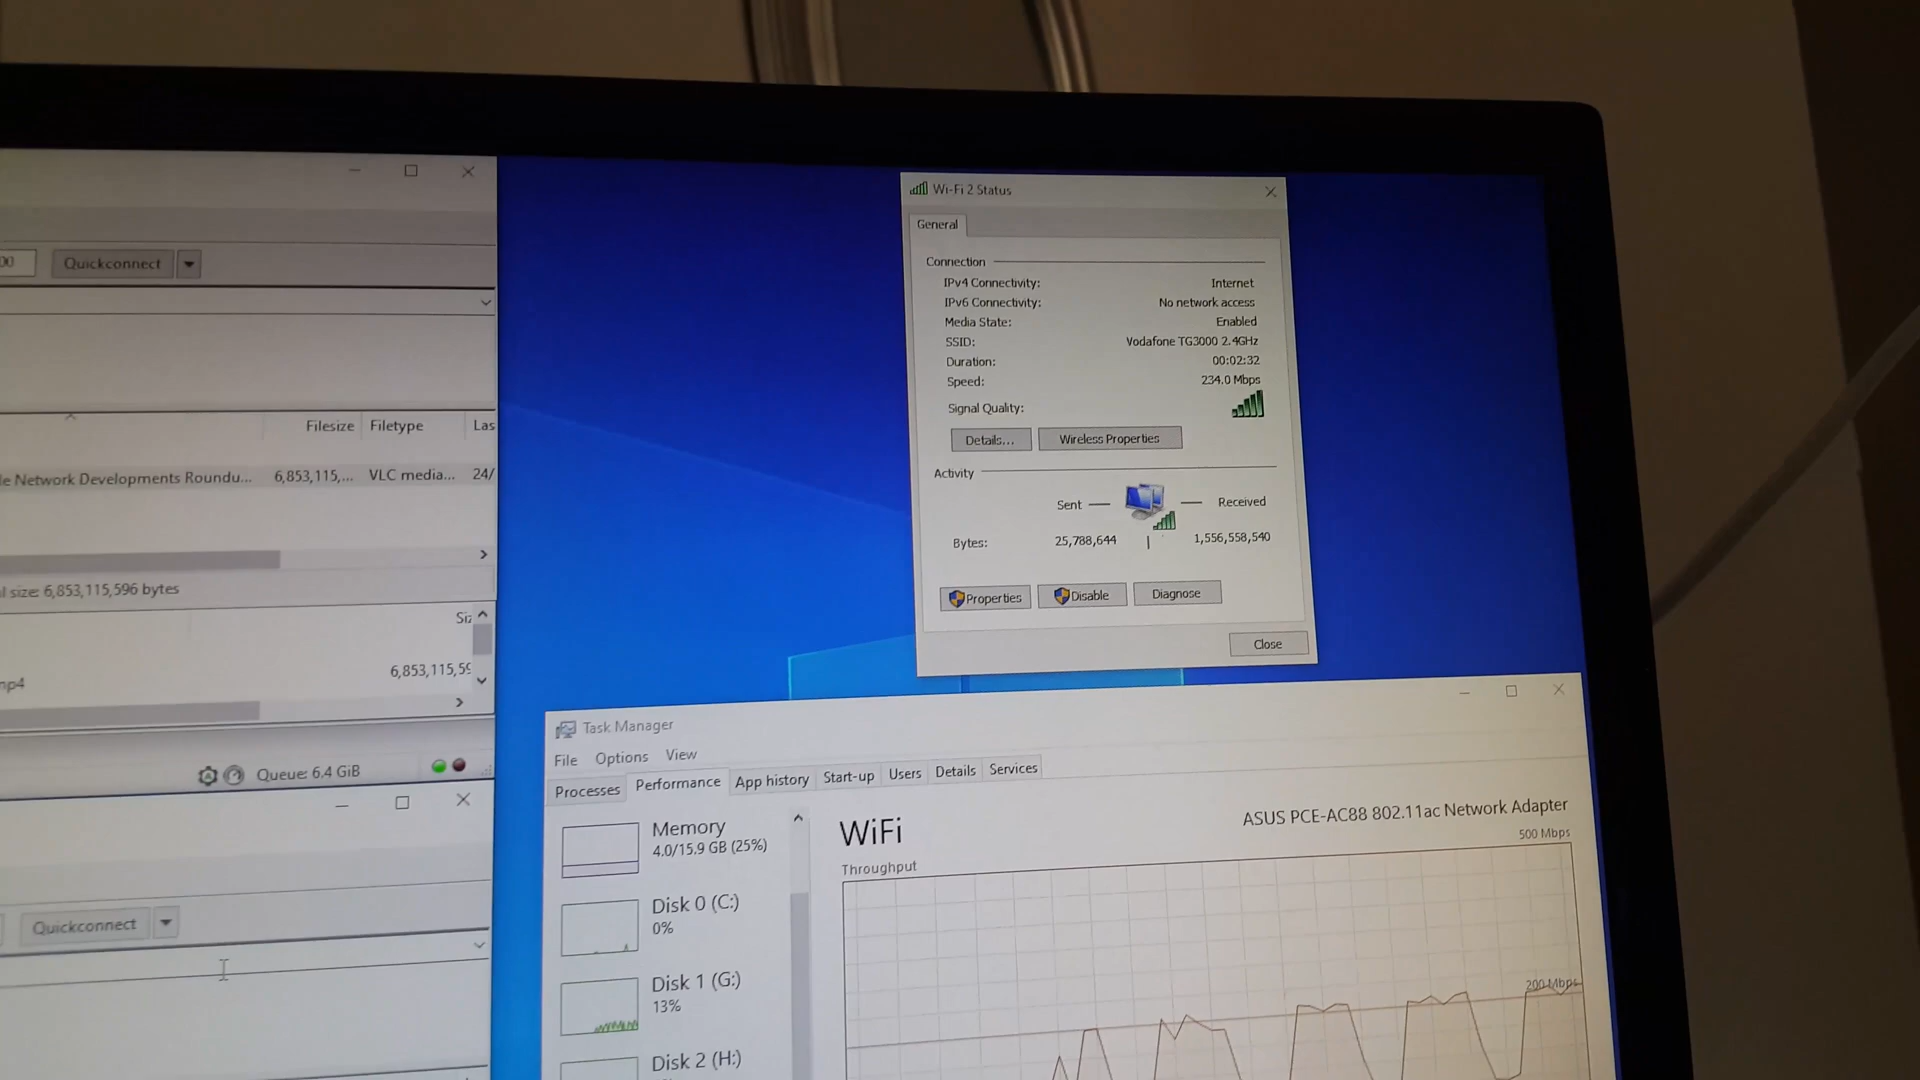 00
Quickconnect
Filesize
Filetype
Las
le Network Developments Roundu...
6,853,115,...
VLC media...
24/
l size: 6,853,115,596 bytes
Siz
np4
6,853,115,59
Queue: 6.4 GiB
Quickconnect
Wi-Fi 2 Status
General
Connection
IPv4 Connectivity: Internet
IPv6 Connectivity: No network access
Media State: Enabled
SSID: Vodafone TG3000 2.4GHz
Duration: 00:02:32
Speed: 234.0 Mbps
Signal Quality:
Details...
Wireless Properties
Activity
Sent
Received
Bytes: 25,788,644 1,556,558,540
Properties
Disable
Diagnose
Close
Task Manager
File Options View
Processes Performance App history Start-up Users Details Services
Memory
4.0/15.9 GB (25%)
Disk 0 (C:)
0%
Disk 1 (G:)
13%
Disk 2 (H:)
WiFi
ASUS PCE-AC88 802.11ac Network Adapter
Throughput
500 Mbps
200 Mbps